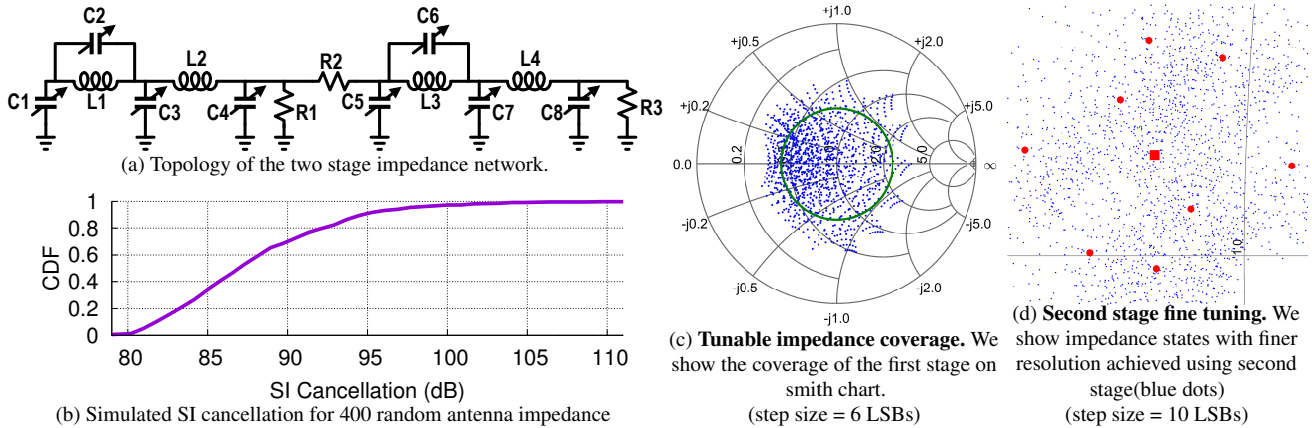 C2
C6
L2
R2
L4
C1
L1
C3
C4
R1
C5
L3
C7
C8
R3
(a) Topology of the two stage impedance network.
CDF
1
0.8
0.6
0.4
0.2
0
80 85 90 95 100 105 110
SI Cancellation (dB)
(b) Simulated SI cancellation for 400 random antenna impedance
+j1.0
+j0.5
+j2.0
+j0.2
+j5.0
0.0
0.2
1.0
2.0
5.0
∞
-j0.2
-j5.0
-j0.5
-j2.0
-j1.0
(c) Tunable impedance coverage. We
show the coverage of the first stage on
smith chart.
(step size = 6 LSBs)
1.0
(d) Second stage fine tuning. We
show impedance states with finer
resolution achieved using second
stage(blue dots)
(step size = 10 LSBs)